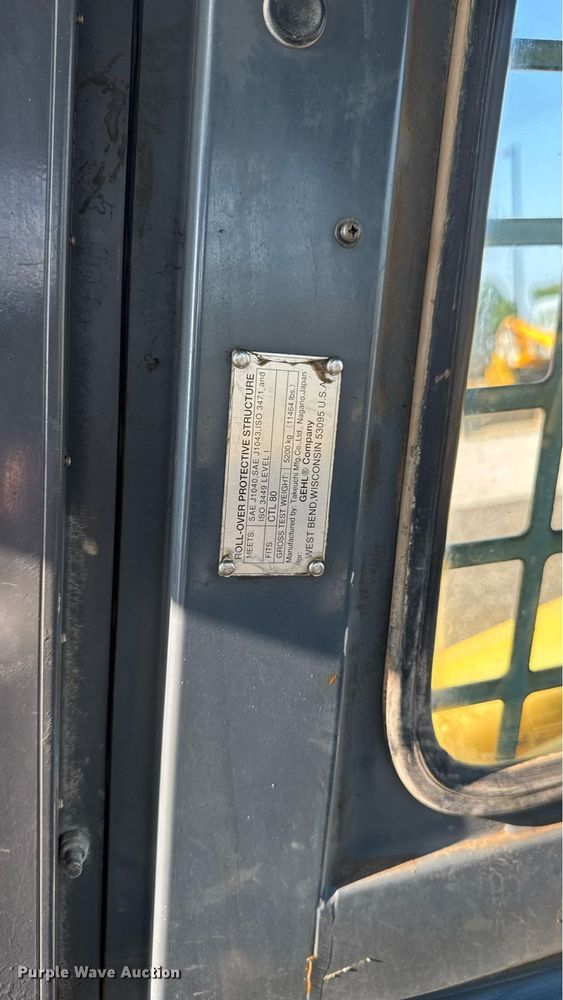 ROLL-OVER PROTECTIVE STRUCTURE
MEETS: SAE J1040,SAE J1043,ISO 3471,and
ISO 3449 LEVEL I
FITS CTL 80
GROSS TEST WEIGHT: 5200 kg (11464 lbs.)
Manufactured by: Takeuchi Mfg.Co.,Ltd. Nagano,Japan
for: GEHL® Company
WEST BEND,WISCONSIN 53095 U.S.A.
Purple Wave Auction